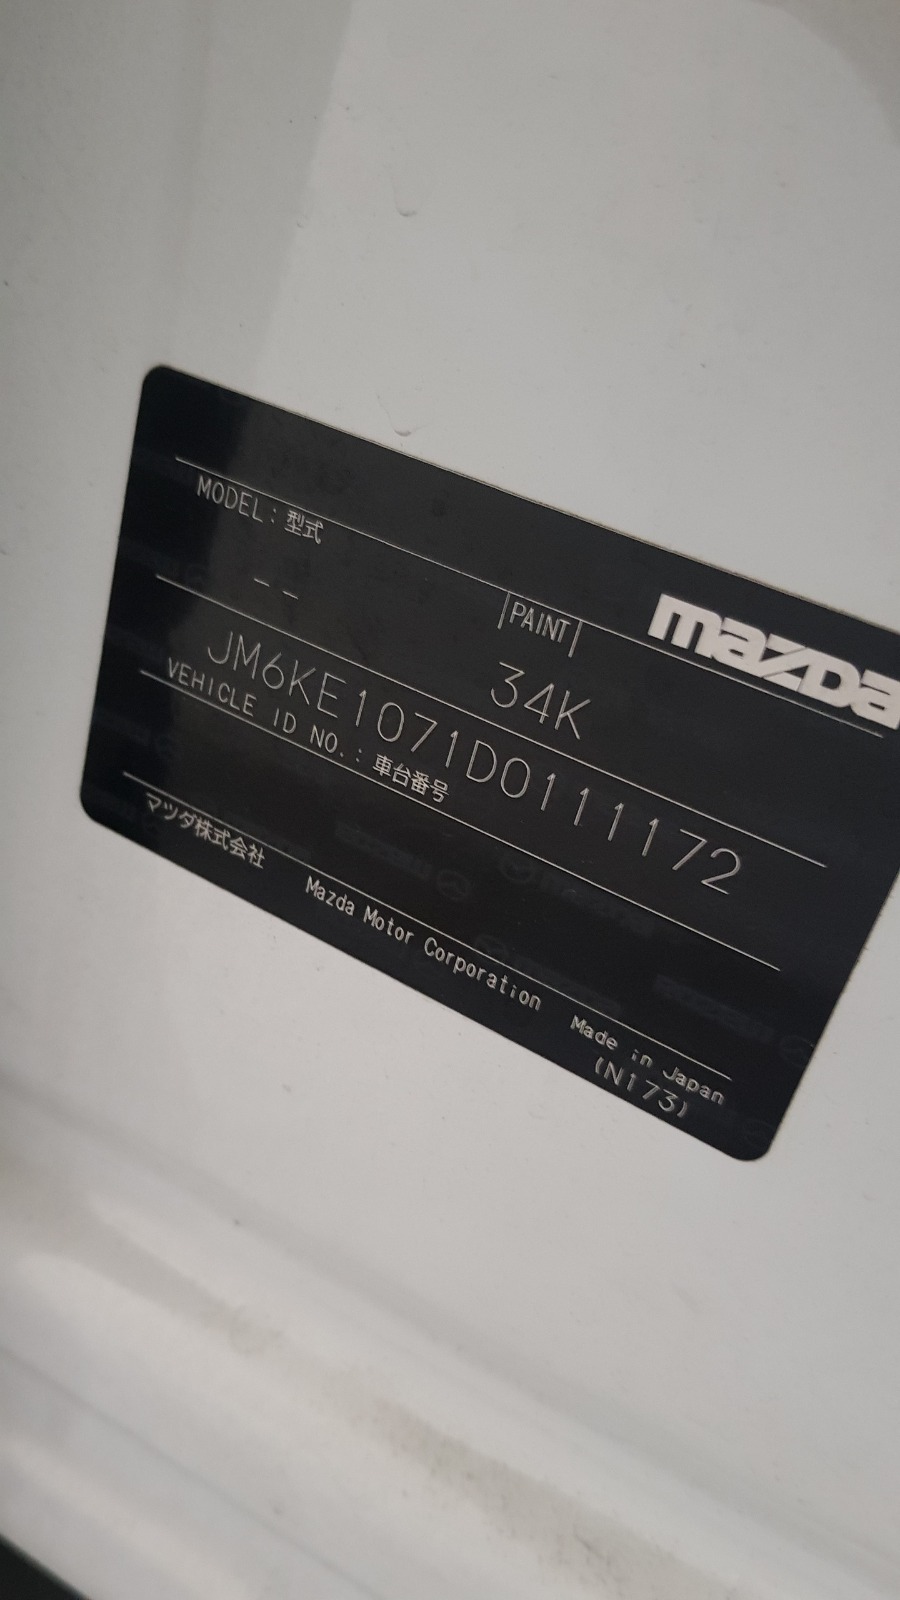 mazda
MODEL:型式
PAINT
--
34K
JM6KE1071D0111172
VEHICLE ID NO.:車台番号
マツダ株式会社
Mazda Motor Corporation Made in Japan
(N173)